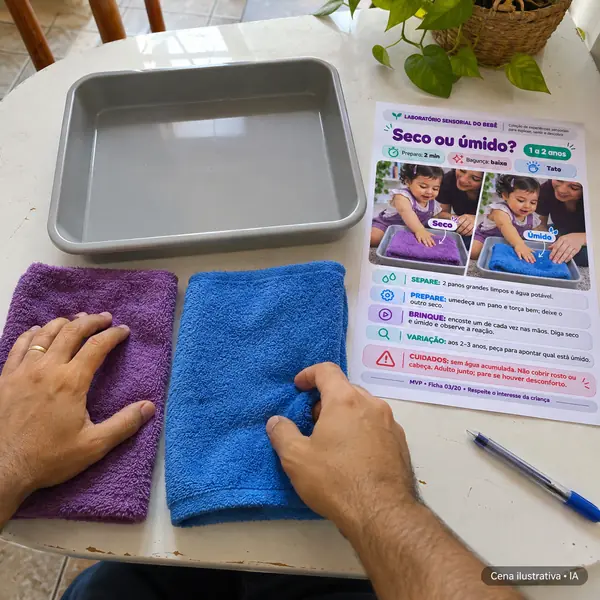 LABORATÓRIO SENSORIAL DO BEBÊ
Seco ou úmido?
1 a 2 anos
Preparo: 2 min
Bagunça: baixa
Tato
Seco
Úmido
SEPARE: 2 panos grandes limpos e água potável.
PREPARE: umedeça um pano e torça bem; deixe o
outro seco.
BRINQUE: encoste um de cada vez nas mãos. Diga seco
e úmido e observe a reação.
VARIAÇÃO: aos 2-3 anos, peça para apontar qual está úmido.
CUIDADOS: sem água acumulada. Não cobrir rosto ou
cabeça. Adulto junto; pare se houver desconforto.
MVP • Ficha 03/20 • Respeite o interesse da criança
Cena ilustrativa • IA